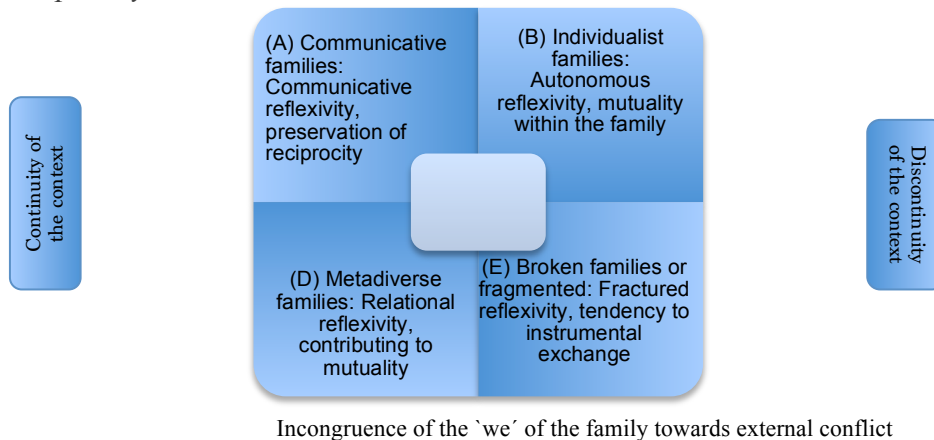 (A) Communicative
families:
Communicative
reflexivity,
preservation of
reciprocity
(B) Individualist
families:
Autonomous
reflexivity, mutuality
within the family
Continuity of
the context
Discontinuity
of the context
(D) Metadiverse
families: Relational
reflexivity,
contributing to
mutuality
(E) Broken families or
fragmented: Fractured
reflexivity, tendency to
instrumental
exchange
Incongruence of the `we´ of the family towards external conflict